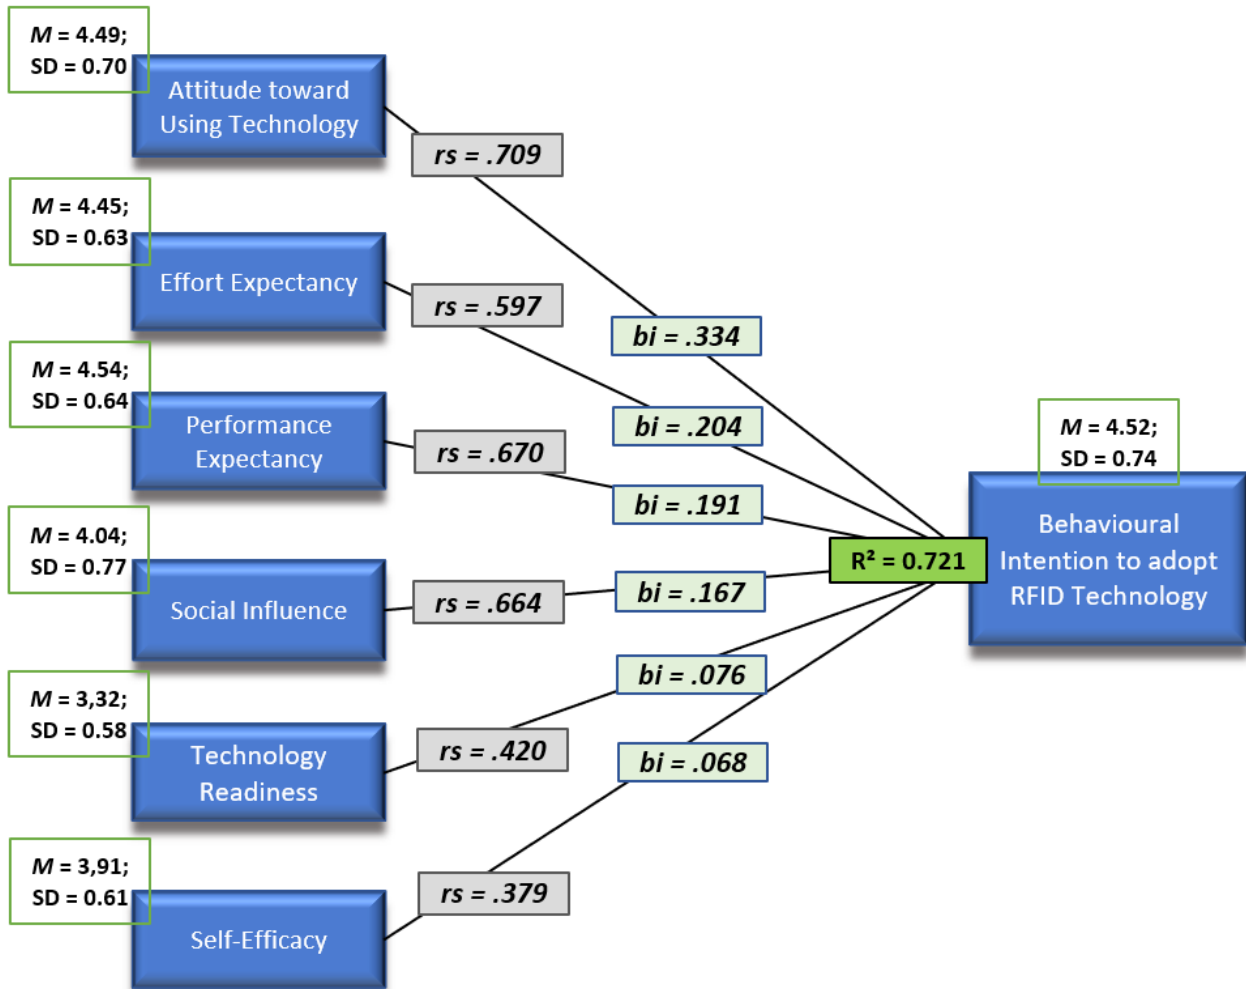 M = 4.49;
SD = 0.70
Attitude toward
Using Technology
rs = .709
M = 4.45;
SD = 0.63
Effort Expectancy
rs = .597
bi = .334
M = 4.54;
SD = 0.64
Performance
Expectancy
rs = .670
bi = .204
bi = .191
M = 4.52;
SD = 0.74
Behavioural
Intention to adopt
RFID Technology
R² = 0.721
M = 4.04;
SD = 0.77
Social Influence
rs = .664
bi = .167
M = 3,32;
SD = 0.58
Technology
Readiness
rs = .420
bi = .076
bi = .068
M = 3,91;
SD = 0.61
Self-Efficacy
rs = .379